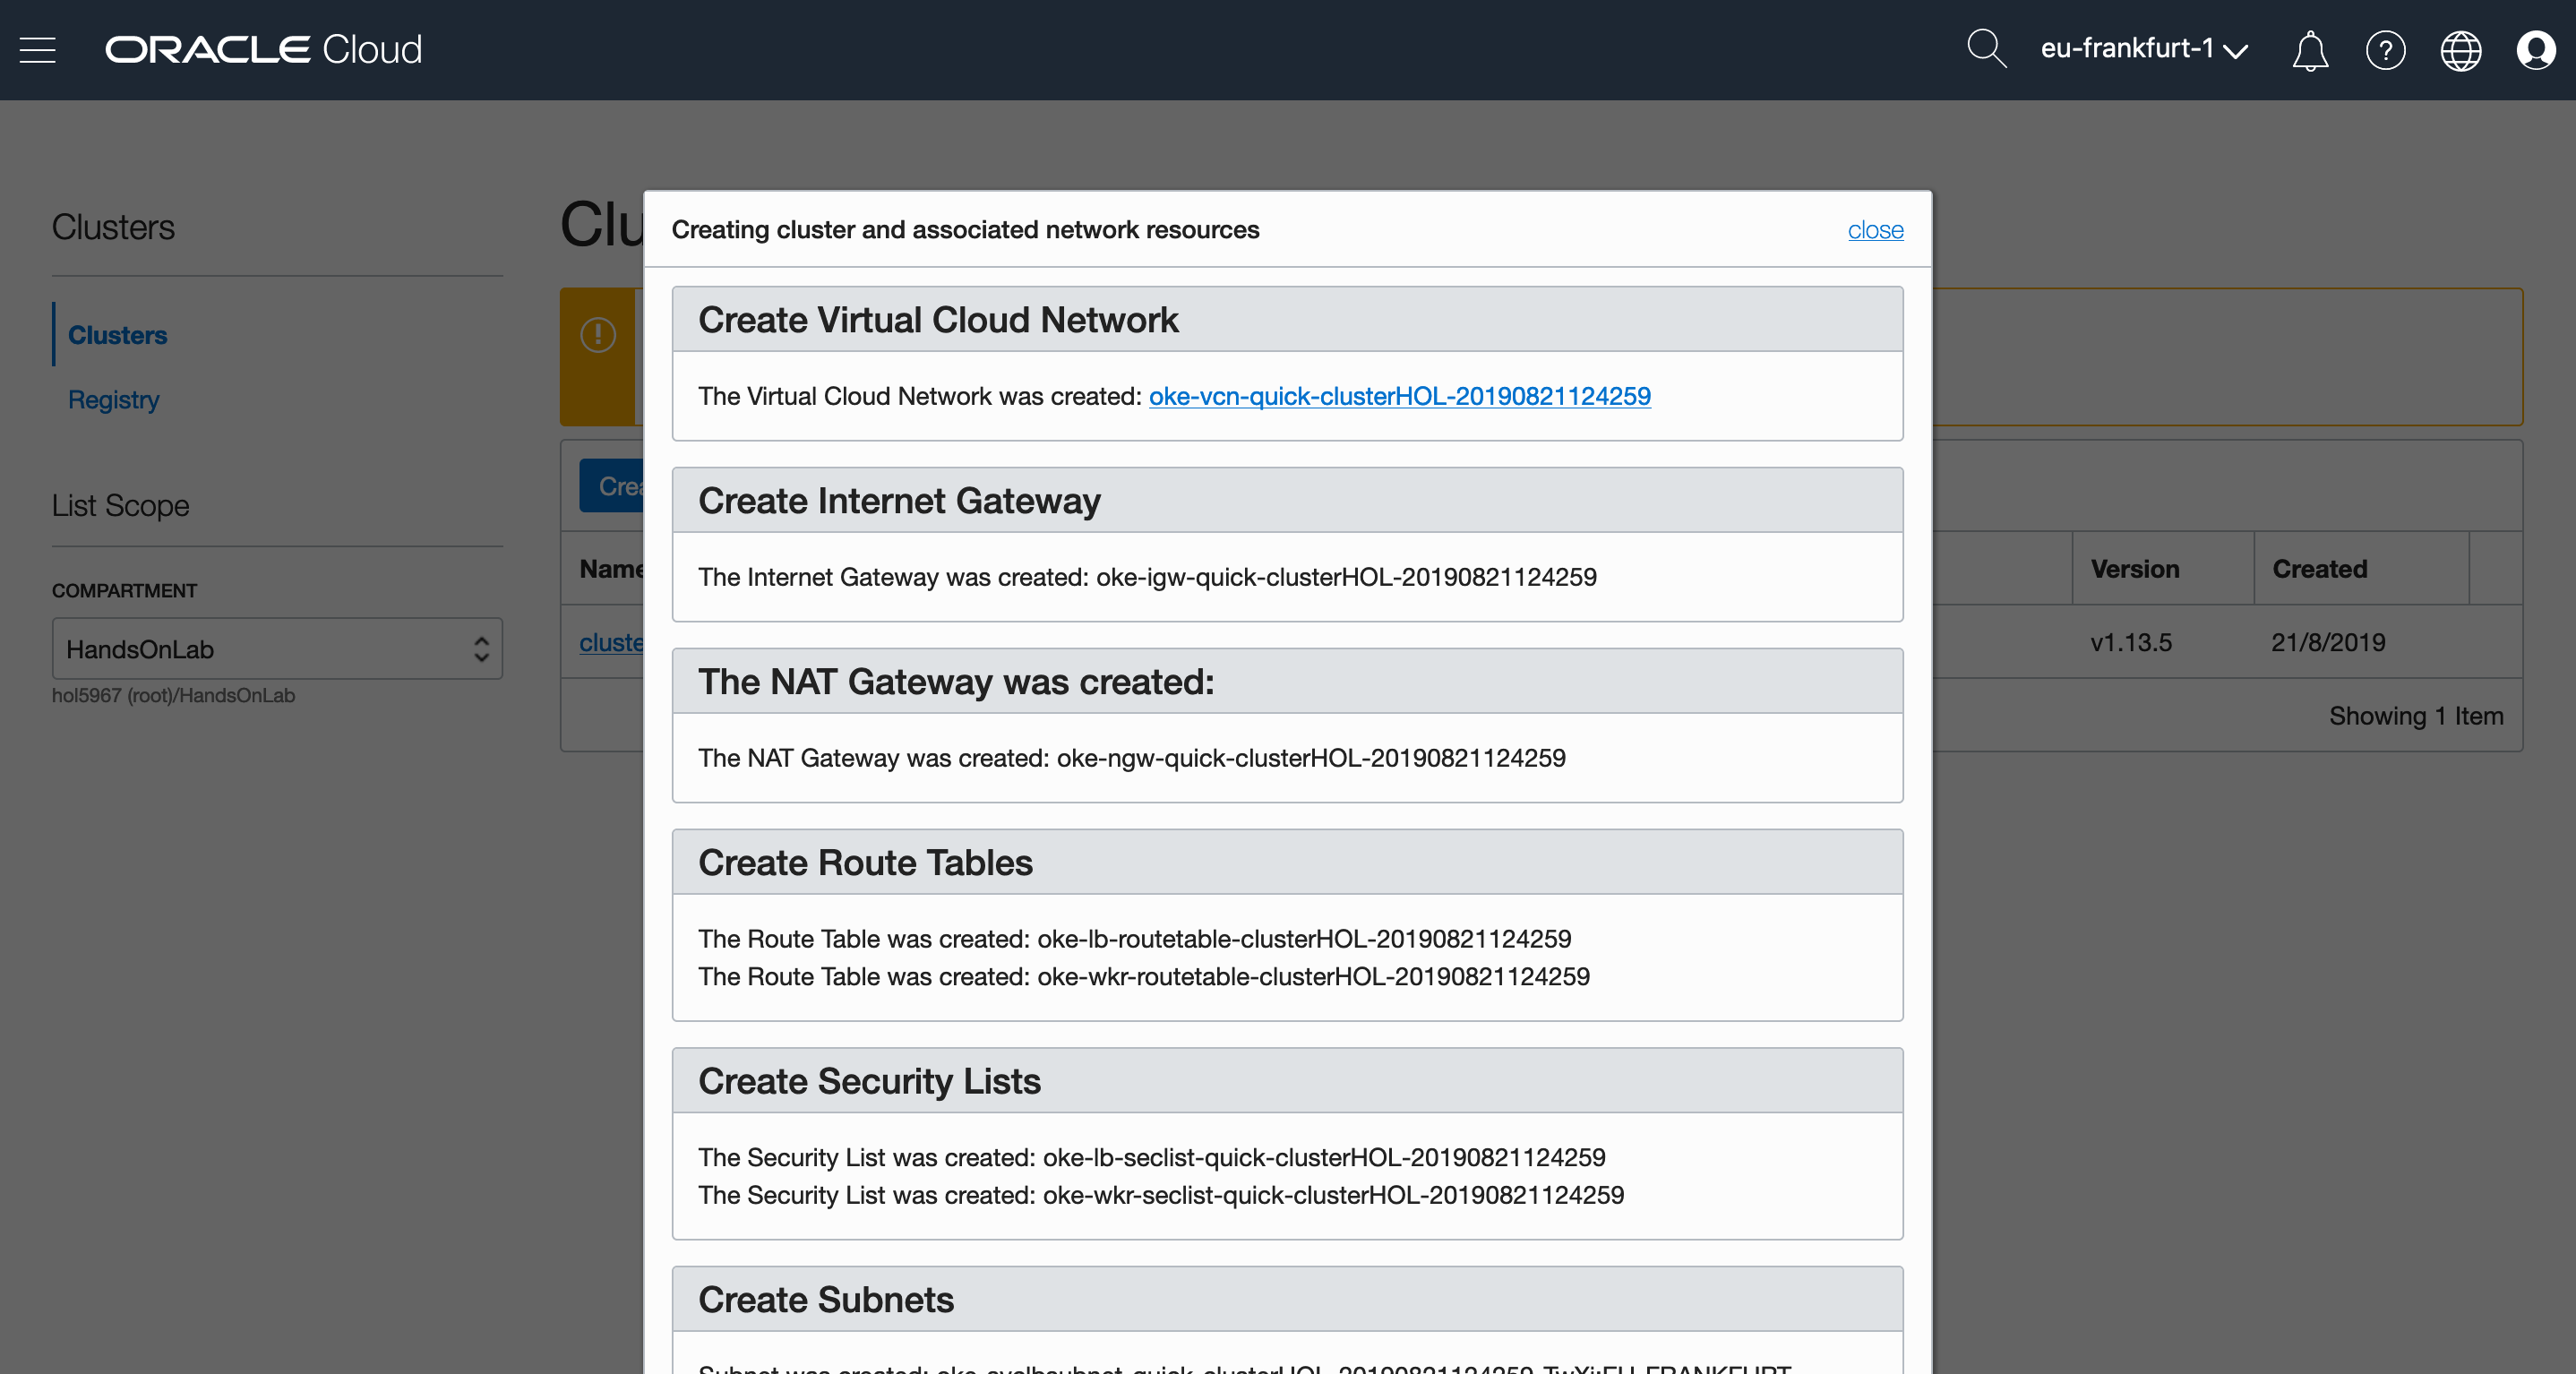 ORACLE Cloud
eu-frankfurt-1
Clusters
Clusters
Registry
List Scope
COMPARTMENT
HandsOnLab
hol5967 (root)/HandsOnLab
Name
Version
Created
v1.13.5
21/8/2019
Showing 1 Item
Creating cluster and associated network resources
close
Create Virtual Cloud Network
The Virtual Cloud Network was created: oke-vcn-quick-clusterHOL-20190821124259
Create Internet Gateway
The Internet Gateway was created: oke-igw-quick-clusterHOL-20190821124259
The NAT Gateway was created:
The NAT Gateway was created: oke-ngw-quick-clusterHOL-20190821124259
Create Route Tables
The Route Table was created: oke-lb-routetable-clusterHOL-20190821124259
The Route Table was created: oke-wkr-routetable-clusterHOL-20190821124259
Create Security Lists
The Security List was created: oke-lb-seclist-quick-clusterHOL-20190821124259
The Security List was created: oke-wkr-seclist-quick-clusterHOL-20190821124259
Create Subnets